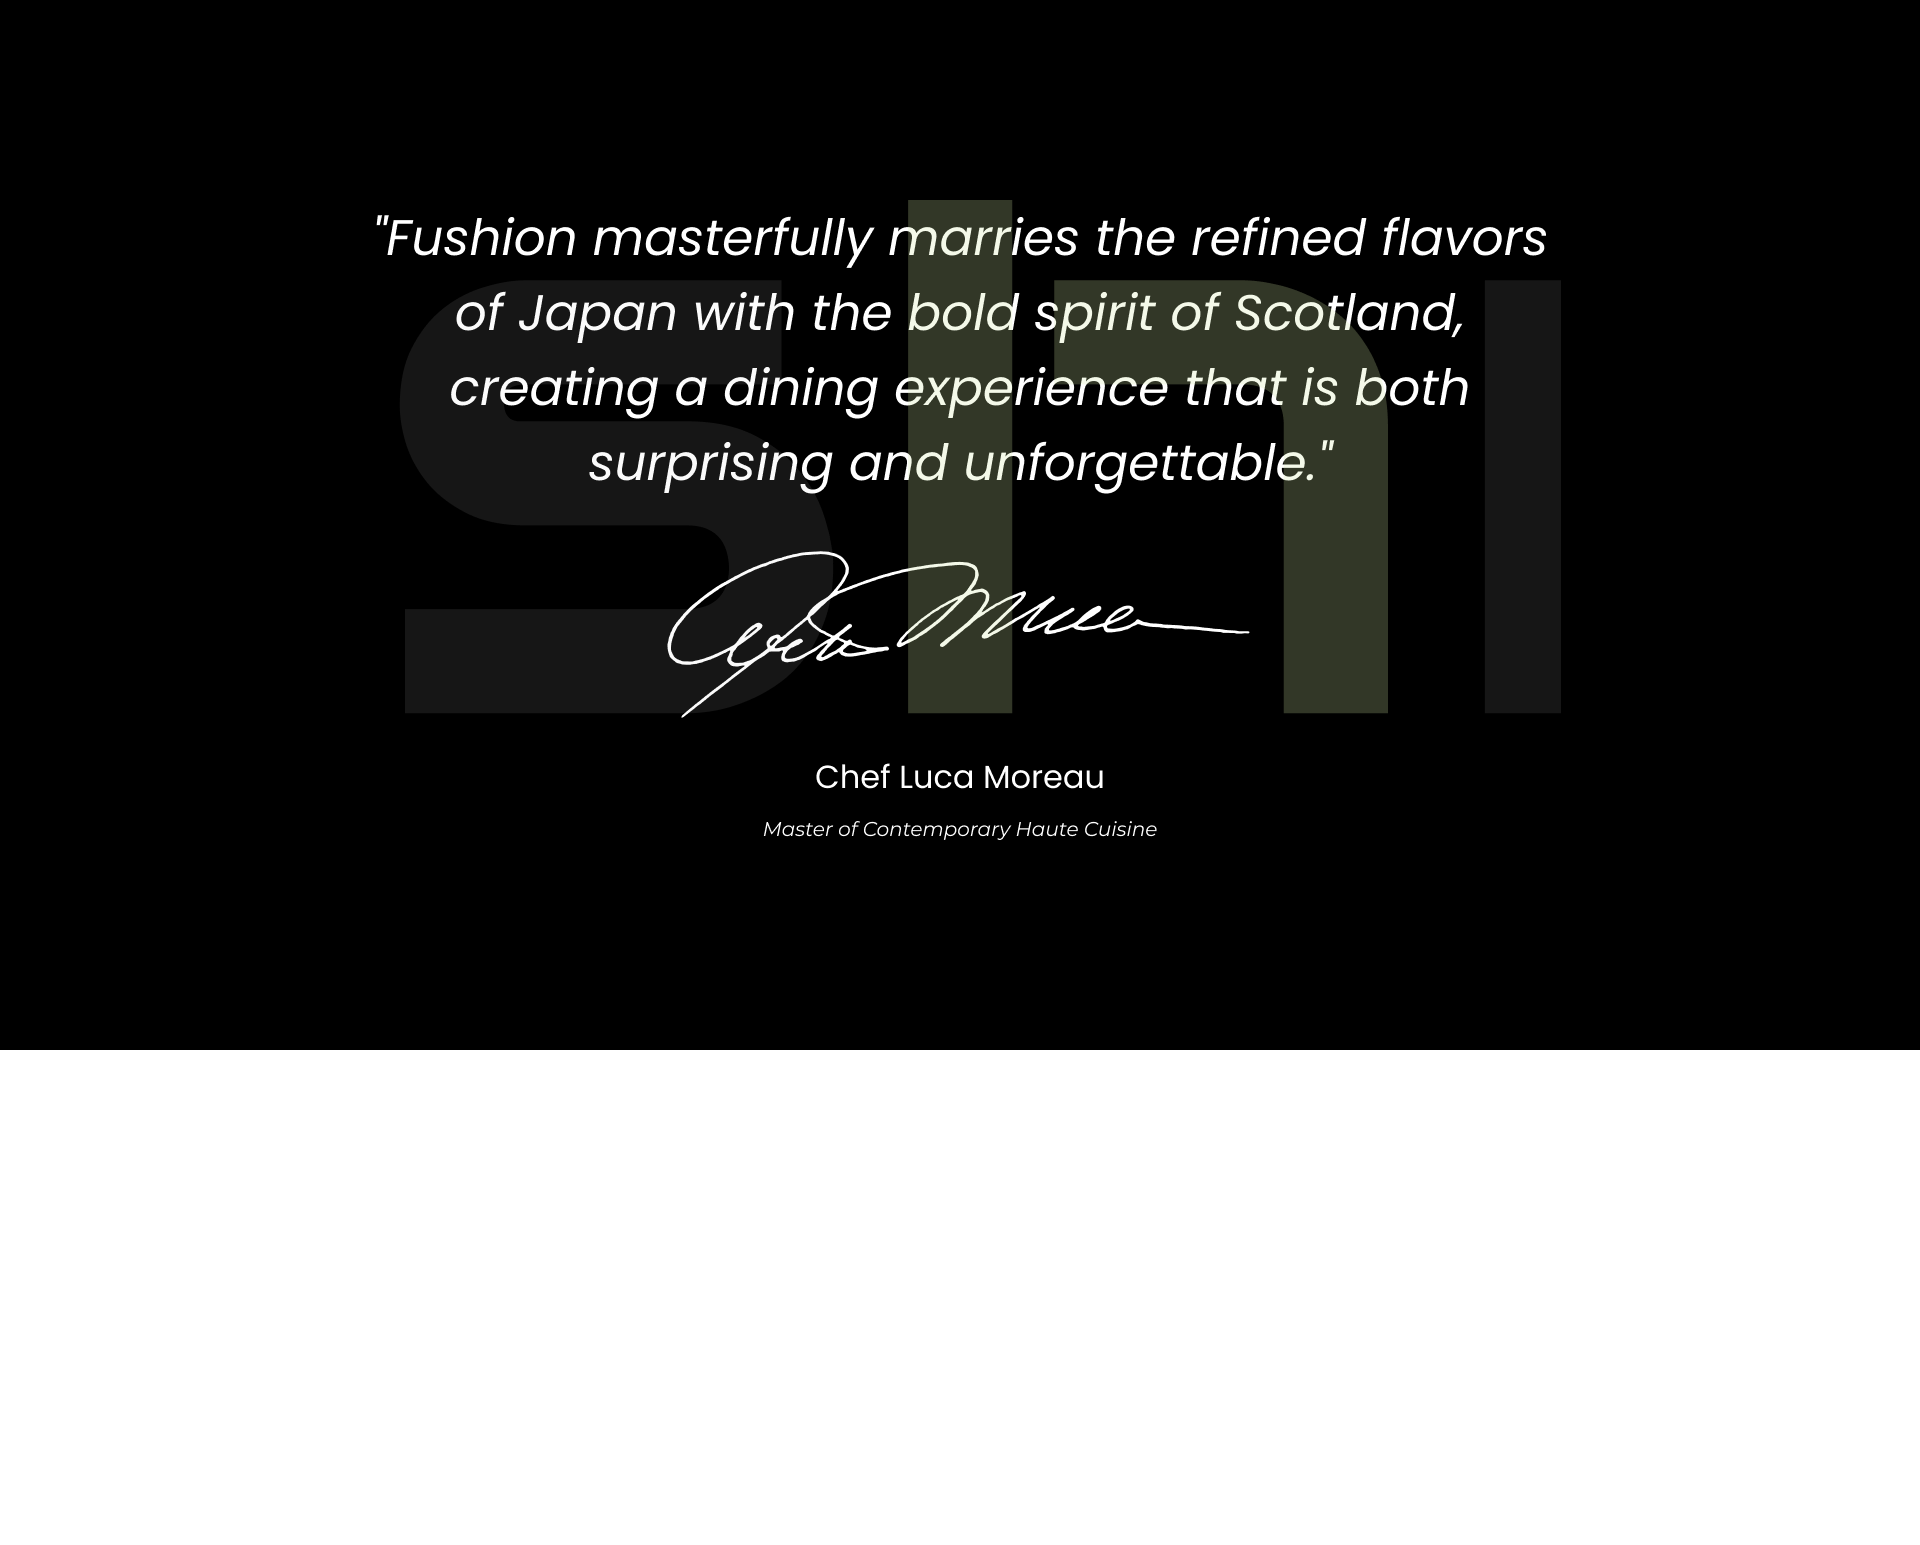 "Fushion masterfully marries the refined flavors
of Japan with the bold spirit of Scotland,
creating a dining experience that is both
surprising and unforgettable."
Chef Luca Moreau
Master of Contemporary Haute Cuisine